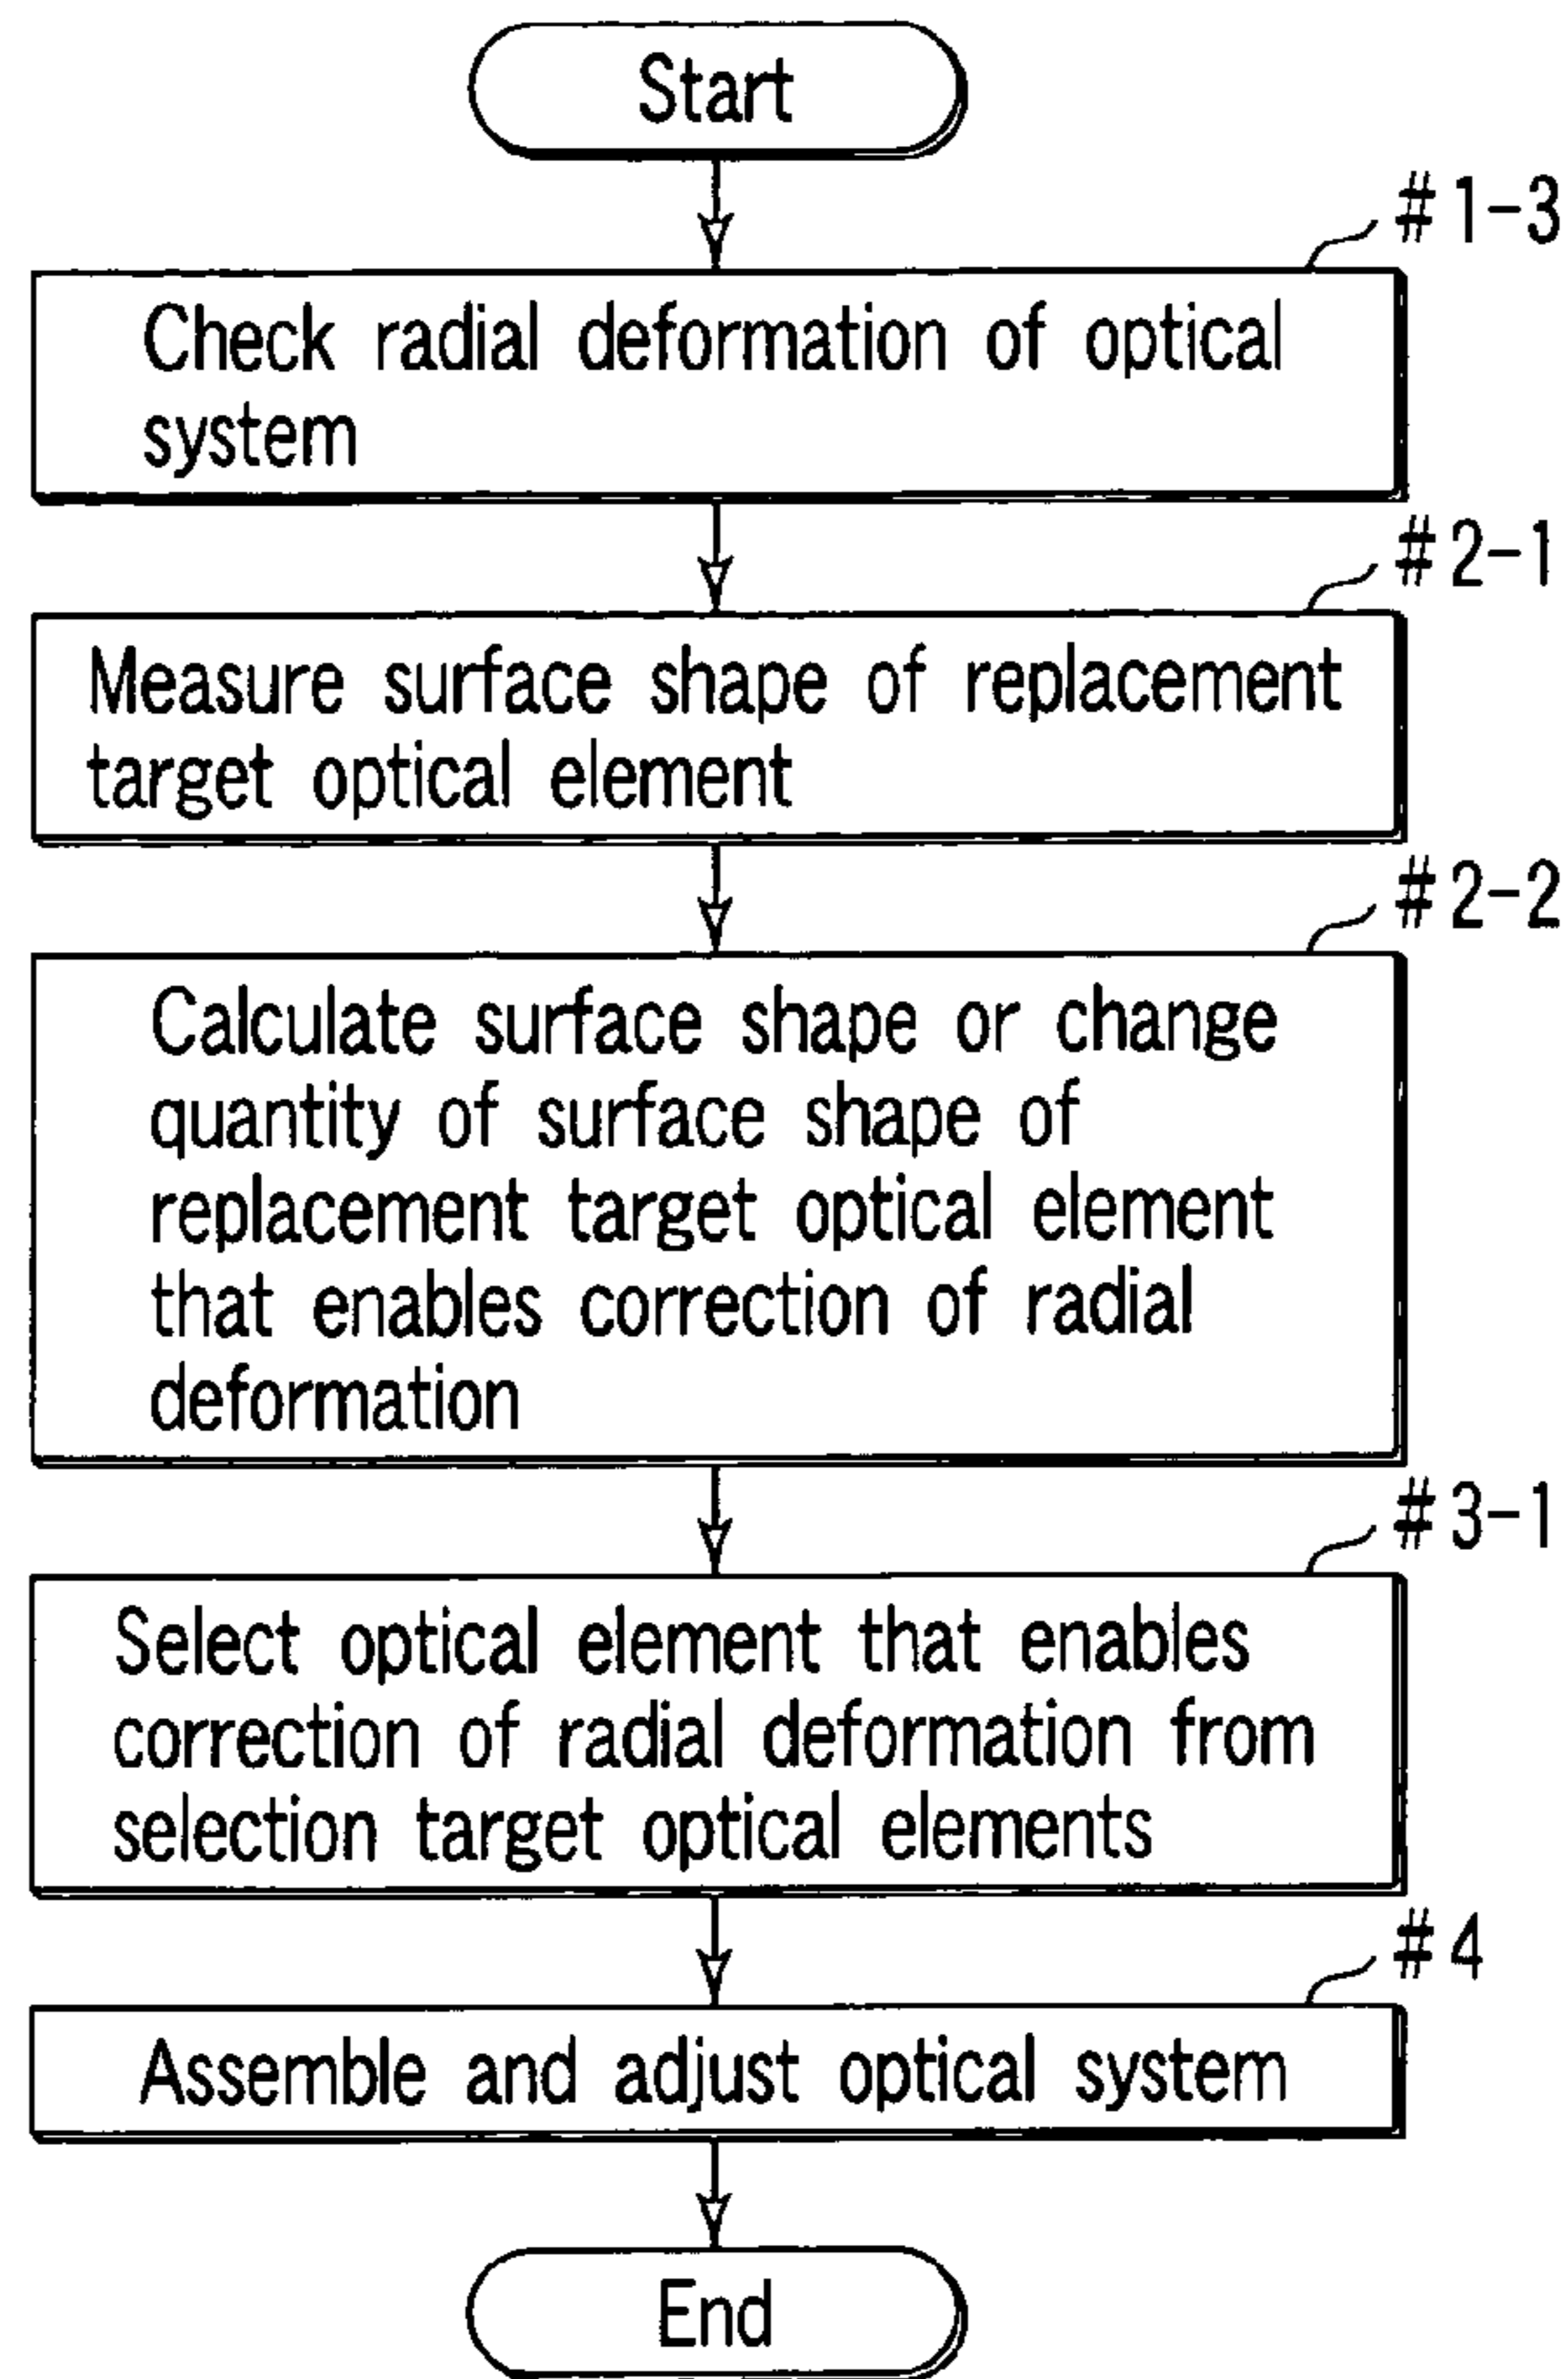 Start
#1-3
Check radial deformation of optical
system
#2-1
Measure surface shape of replacement
target optical element
#2-2
Calculate surface shape or change
quantity of surface shape of
replacement target optical element
that enables correction of radial
deformation
#3-1
Select optical element that enables
correction of radial deformation from
selection target optical elements
#4
Assemble and adjust optical system
End